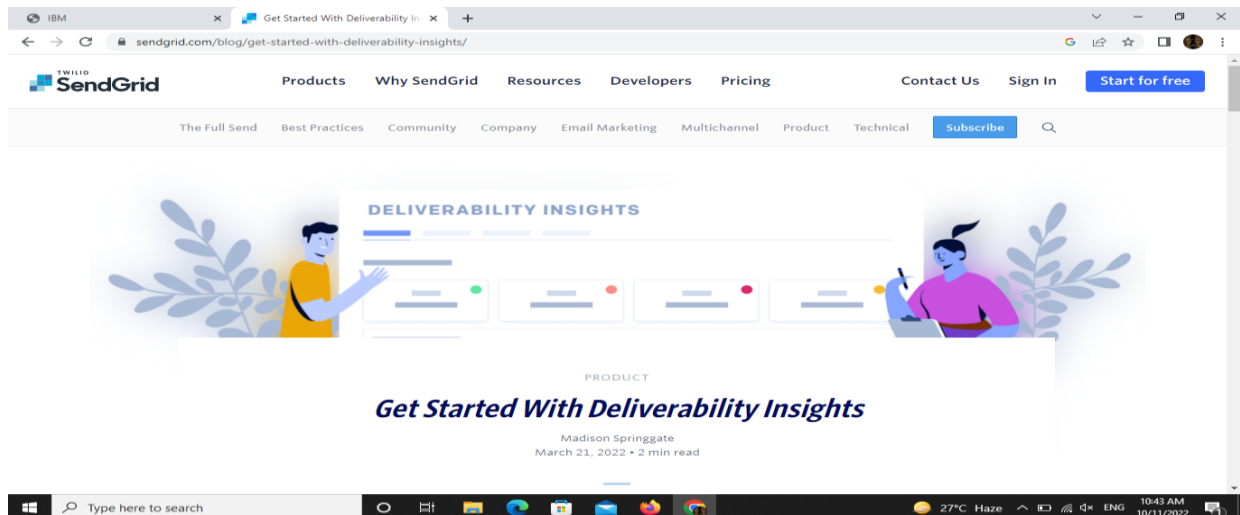 IBM
Get Started With Deliverability In
sendgrid.com/blog/get-started-with-deliverability-insights/
TWILIO
SendGrid
Products Why SendGrid Resources Developers Pricing Contact Us Sign In Start for free
The Full Send Best Practices Community Company Email Marketing Multichannel Product Technical Subscribe
DELIVERABILITY INSIGHTS
PRODUCT
Get Started With Deliverability Insights
Madison Springgate
March 21, 2022 • 2 min read
Type here to search
27°C Haze
ENG
10:43 AM
10/11/2022